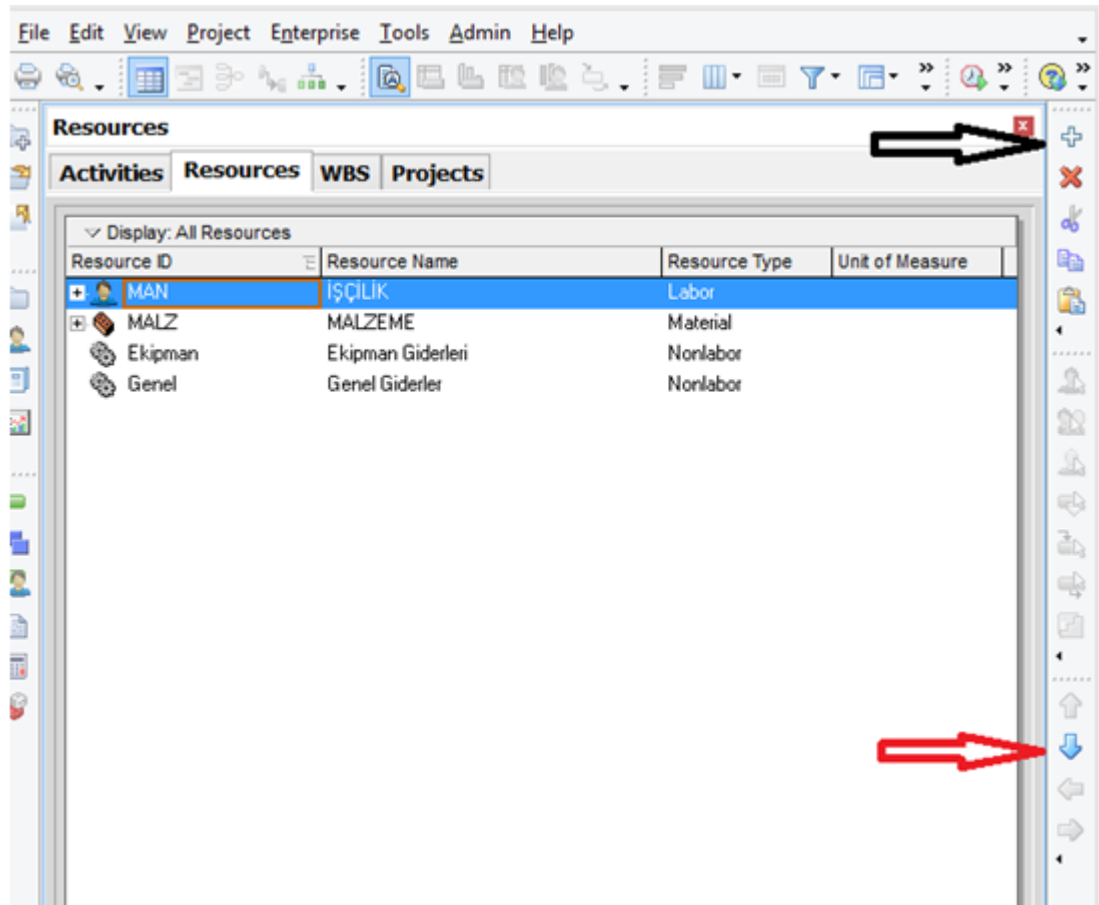 File Edit View Project Enterprise Tools Admin Help
Resources
Activities Resources WBS Projects
Display: All Resources
Resource ID Resource Name Resource Type Unit of Measure
MAN İŞÇİLİK Labor
MALZ MALZEME Material
Ekipman Ekipman Giderleri Nonlabor
Genel Genel Giderler Nonlabor